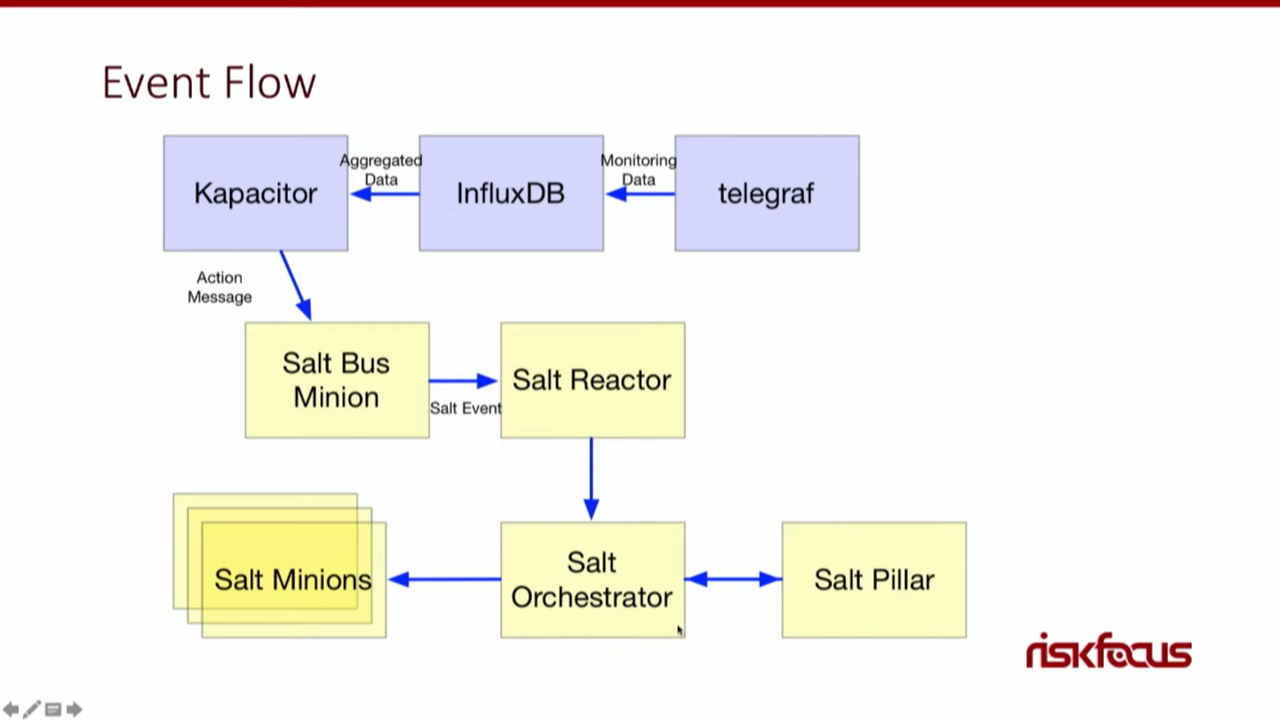 Event Flow
Kapacitor
Aggregated
Data
InfluxDB
Monitoring
Data
telegraf
Action
Message
Salt Bus
Minion
Salt Event
Salt Reactor
Salt Minions
Salt
Orchestrator
Salt Pillar
riskfocus